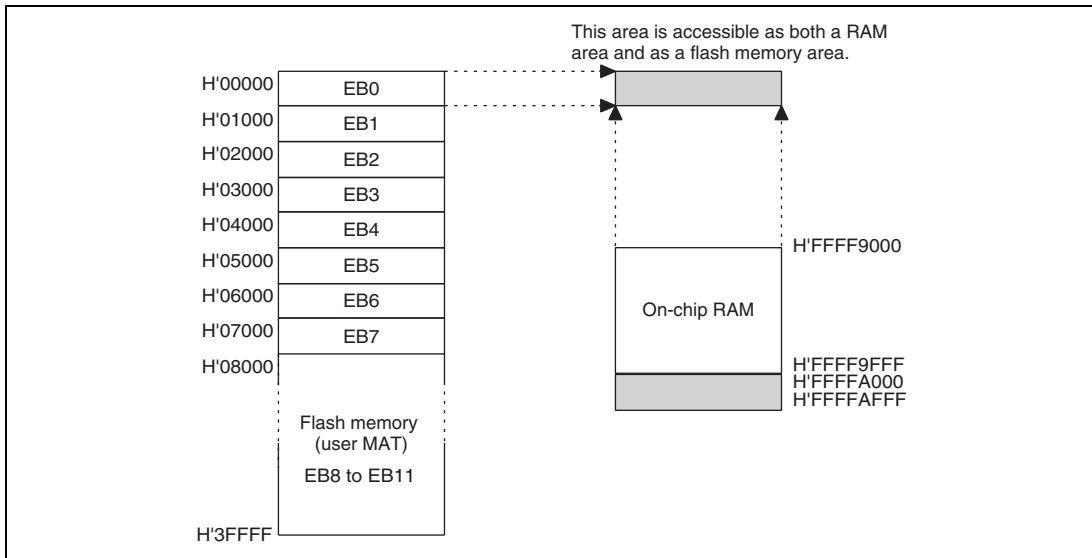 This area is accessible as both a RAM
area and as a flash memory area.
H'00000
EB0
H'01000
EB1
H'02000
EB2
H'03000
EB3
H'04000
EB4
H'05000
EB5
H'06000
EB6
H'07000
EB7
H'08000
Flash memory
(user MAT)
EB8 to EB11
H'3FFFF
H'FFFF9000
On-chip RAM
H'FFFF9FFF
H'FFFFA000
H'FFFFAFFF